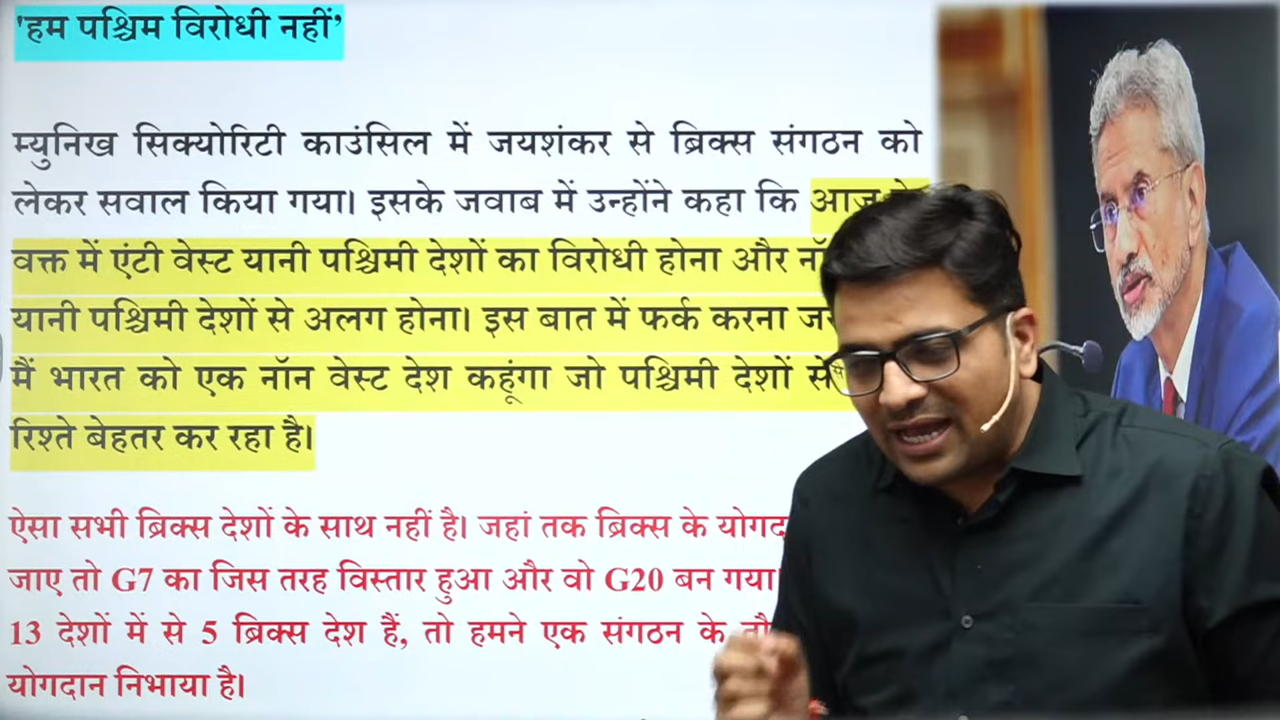 'हम पश्चिम विरोधी नहीं'
म्युनिख सिक्योरिटी काउंसिल में जयशंकर से ब्रिक्स संगठन को
लेकर सवाल किया गया। इसके जवाब में उन्होंने कहा कि आज
वक्त में एंटी वेस्ट यानी पश्चिमी देशों का विरोधी होना और
यानी पश्चिमी देशों से अलग होना। इस बात में फर्क करना
मैं भारत को एक नॉन वेस्ट देश कहूंगा जो पश्चिमी देशों से
रिश्ते बेहतर कर रहा है।
ऐसा सभी ब्रिक्स देशों के साथ नहीं है। जहां तक ब्रिक्स के
जाए तो G7 का जिस तरह विस्तार हुआ और वो G20 बन गया।
13 देशों में से 5 ब्रिक्स देश हैं, तो हमने एक संगठन के
योगदान निभाया है।